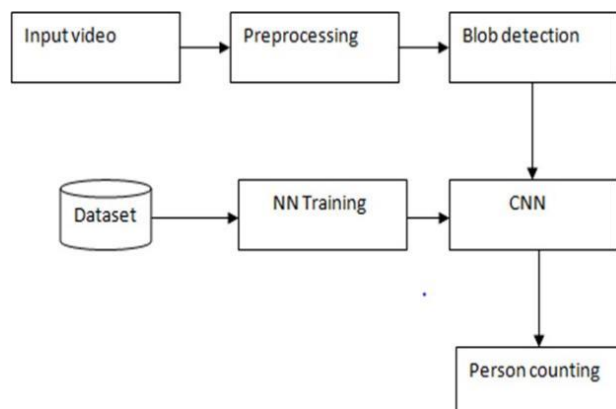 Input video
Preprocessing
Blob detection
Dataset
NN Training
CNN
Person counting